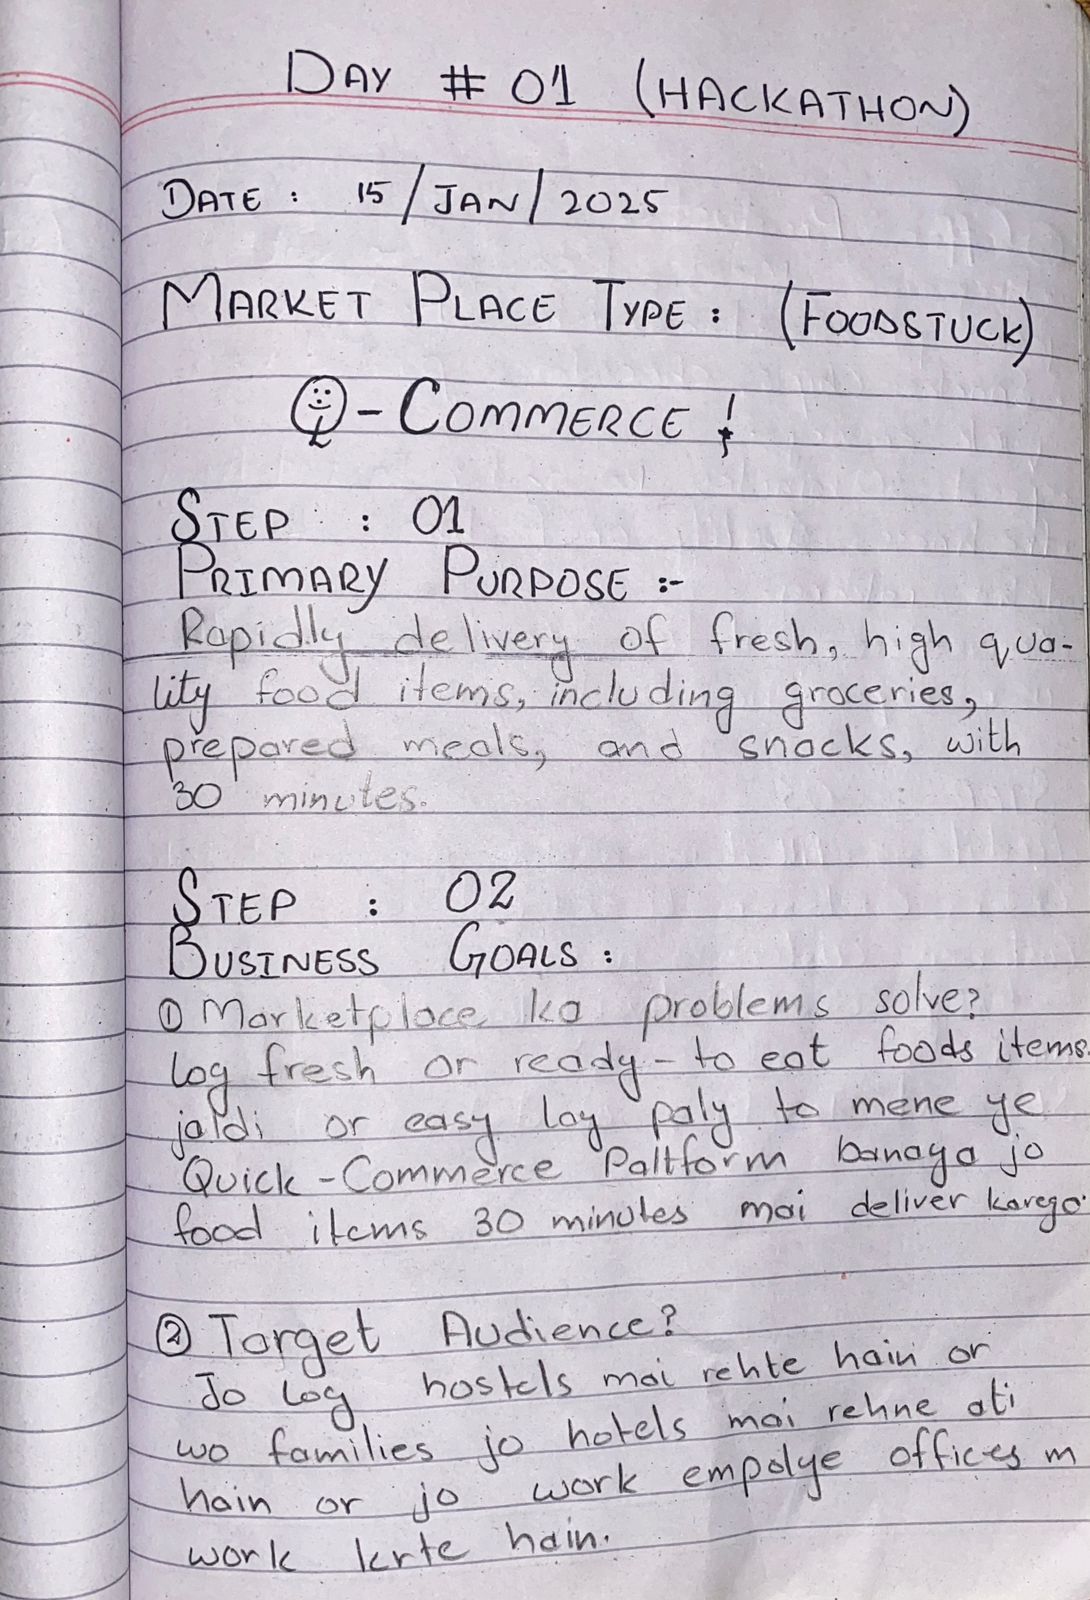 DAY # 01 (HACKATHON)
DATE : 15/JAN/2025
MARKET PLACE TYPE : (FOODSTUCK)
Q-COMMERCE !
STEP : 01
PRIMARY PURPOSE :-
Rapidly delivery of fresh, high qua-
lity food items, including groceries,
prepared meals, and snacks, with
30 minutes.
STEP : 02
BUSINESS GOALS :
① Marketplace ka problems solve?
log fresh or ready-to eat foods items
jaldi or easy lay paly to mene ye
Quick-Commerce Paltform banaya jo
food items 30 minutes mai deliver karega.
② Target Audience?
Jo log hostels mai rehte hain or
wo families jo hotels mai rehne ati
hain or jo work empolye offices m
work krte hain.